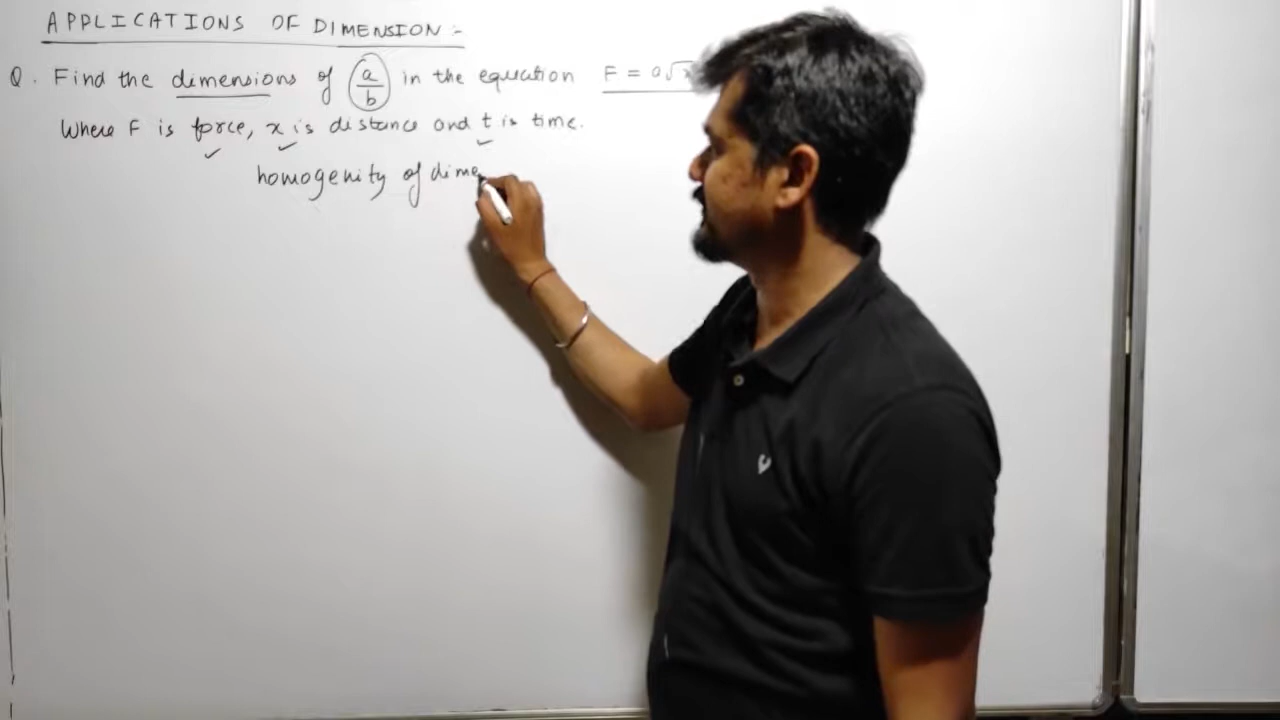 APPLICATIONS OF DIMENSION :-
Q. Find the dimensions of a/b in the equation F = a√x
Where F is force, x is distance and t is time.
homogenity of dime